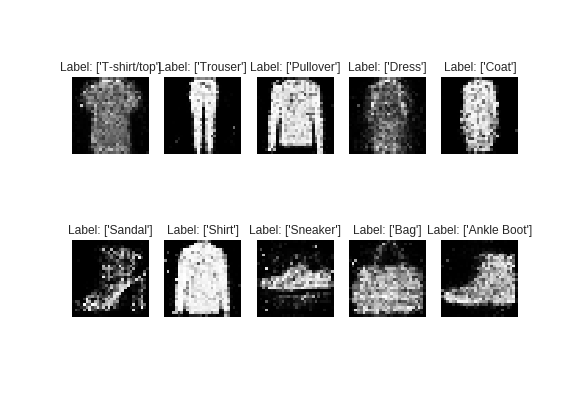 Label: ['T-shirt/top']
Label: ['Trouser']
Label: ['Pullover']
Label: ['Dress']
Label: ['Coat']
Label: ['Sandal']
Label: ['Shirt']
Label: ['Sneaker']
Label: ['Bag']
Label: ['Ankle Boot']